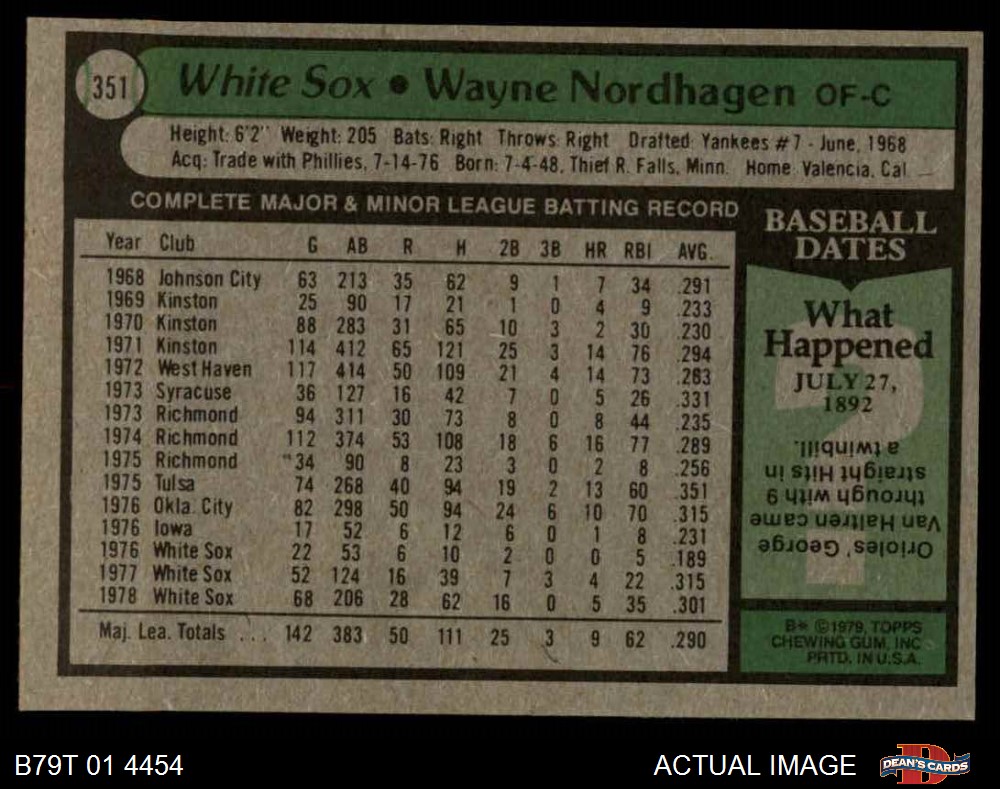 351 White Sox • Wayne Nordhagen OF-C
Height: 6'2" Weight: 205 Bats: Right Throws: Right Drafted: Yankees #7 - June, 1968
Acq: Trade with Phillies, 7-14-76 Born: 7-4-48, Thief R. Falls, Minn. Home: Valencia, Cal.
COMPLETE MAJOR & MINOR LEAGUE BATTING RECORD
Year Club G AB R H 2B 3B HR RBI AVG.
1968 Johnson City 63 213 35 62 9 1 7 34 .291
1969 Kinston 25 90 17 21 1 0 4 9 .233
1970 Kinston 88 283 31 65 10 3 2 30 .230
1971 Kinston 114 412 65 121 25 3 14 76 .294
1972 West Haven 117 414 50 109 21 4 14 73 .263
1973 Syracuse 36 127 16 42 7 0 5 26 .331
1973 Richmond 94 311 30 73 8 0 8 44 .235
1974 Richmond 112 374 53 108 18 6 16 77 .289
1975 Richmond 34 90 8 23 3 0 2 8 .256
1975 Tulsa 74 268 40 94 19 2 13 60 .351
1976 Okla. City 82 298 50 94 24 6 10 70 .315
1976 Iowa 17 52 6 12 6 0 1 8 .231
1976 White Sox 22 53 6 10 2 0 0 5 .189
1977 White Sox 52 124 16 39 7 3 4 22 .315
1978 White Sox 68 206 28 62 16 0 5 35 .301
Maj. Lea. Totals ... 142 383 50 111 25 3 9 62 .290
BASEBALL
DATES
What
Happened
JULY 27,
1892
?
Orioles', George
Van Haltren came
through with 9
straight Hits in
a twinbill.
B* ©1979, TOPPS
CHEWING GUM, INC
PRTD. IN U.S.A.
B79T 01 4454
ACTUAL IMAGE
D
DEAN'S CARDS